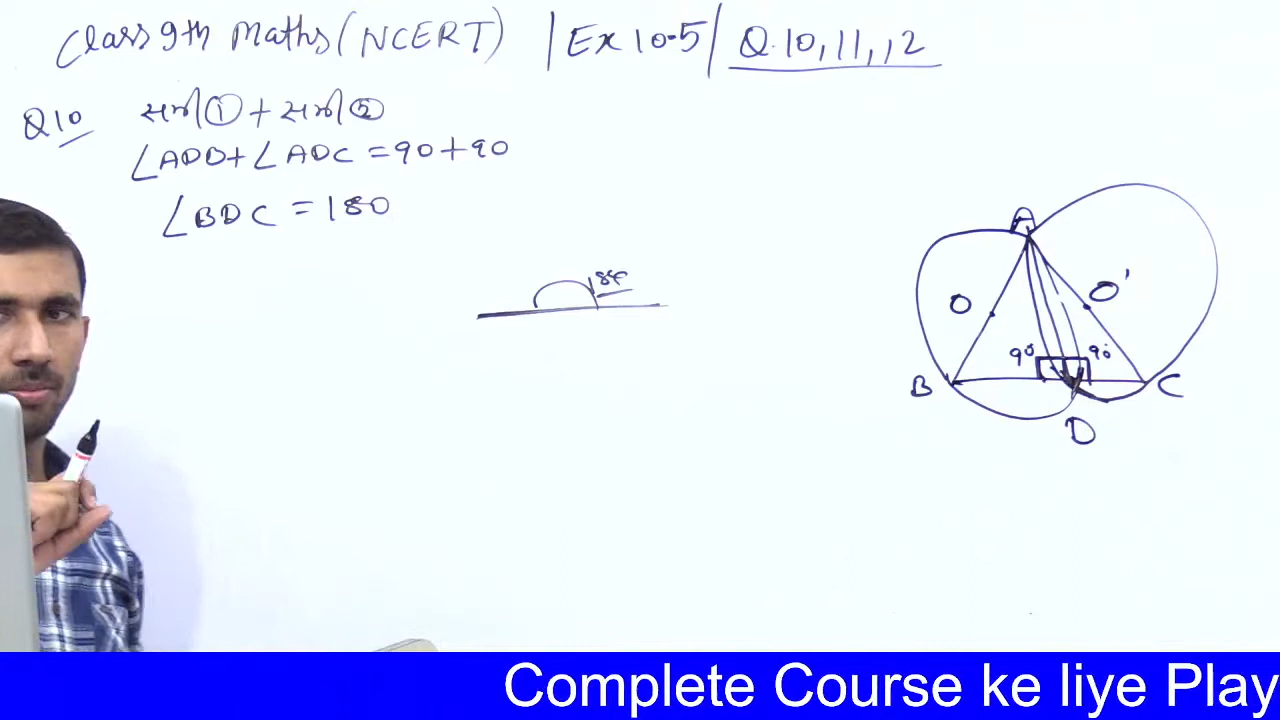 Class 9th Maths (NCERT) | Ex 10.5 | Q. 10, 11, 12
Q10 समी ① + समी ②
∠ADB + ∠ADC = 90 + 90
∠BDC = 180
180
A
O O'
90 90
B C
D
Complete Course ke liye Play